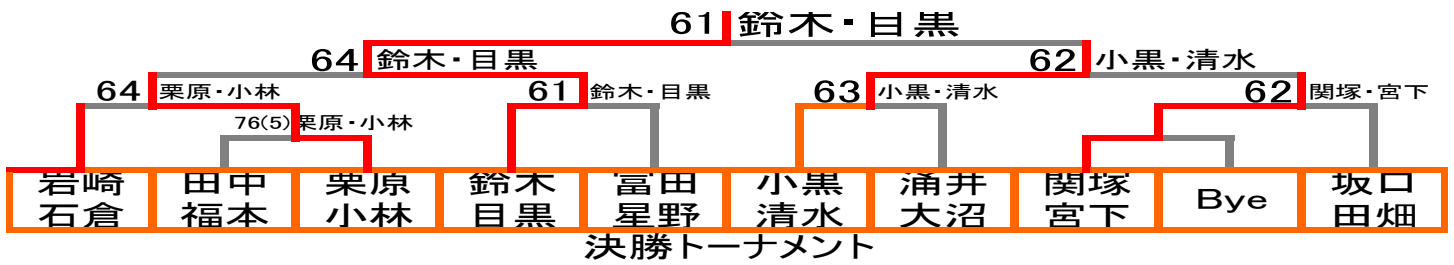 61 鈴木・目黒
64 鈴木・目黒 62 小黒・清水
64 栗原・小林 61 鈴木・目黒 63 小黒・清水 62 関塚・宮下
76(5) 栗原・小林
岩崎 田中 栗原 鈴木 富田 小黒 涌井 関塚 Bye 坂口
石倉 福本 小林 目黒 星野 清水 大沼 宮下 田畑
決勝トーナメント